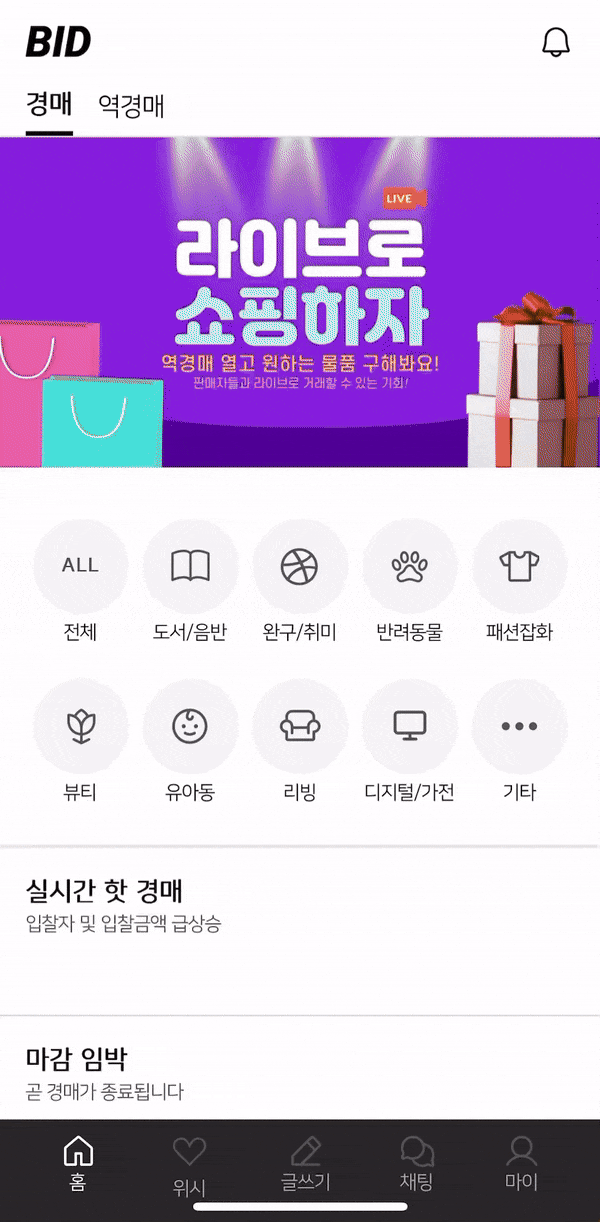 BID
경매 역경매
LIVE
라이브로
쇼핑하자
역경매 열고 원하는 물품 구해봐요!
판매자들과 라이브로 거래할 수 있는 기회!
ALL
전체 도서/음반 완구/취미 반려동물 패션잡화
뷰티 유아동 리빙 디지털/가전 기타
실시간 핫 경매
입찰자 및 입찰금액 급상승
마감 임박
곧 경매가 종료됩니다
홈 위시 글쓰기 채팅 마이